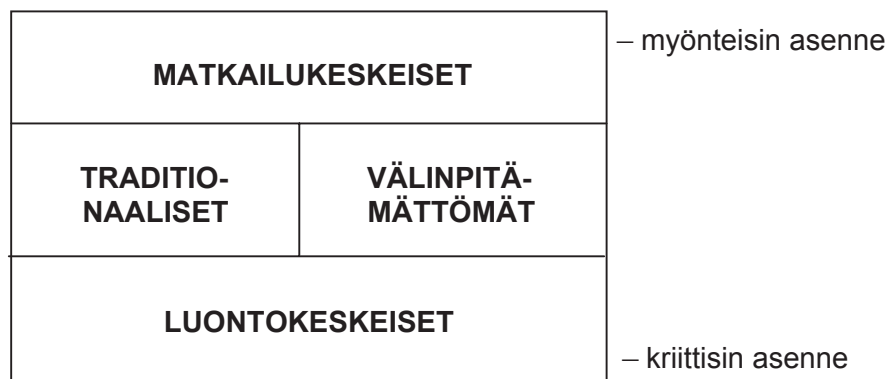 – myönteisin asenne
MATKAILUKESKEISET
TRADITIO-
NAALISET
VÄLINPITÄ-
MÄTTÖMÄT
LUONTOKESKEISET
– kriittisin asenne